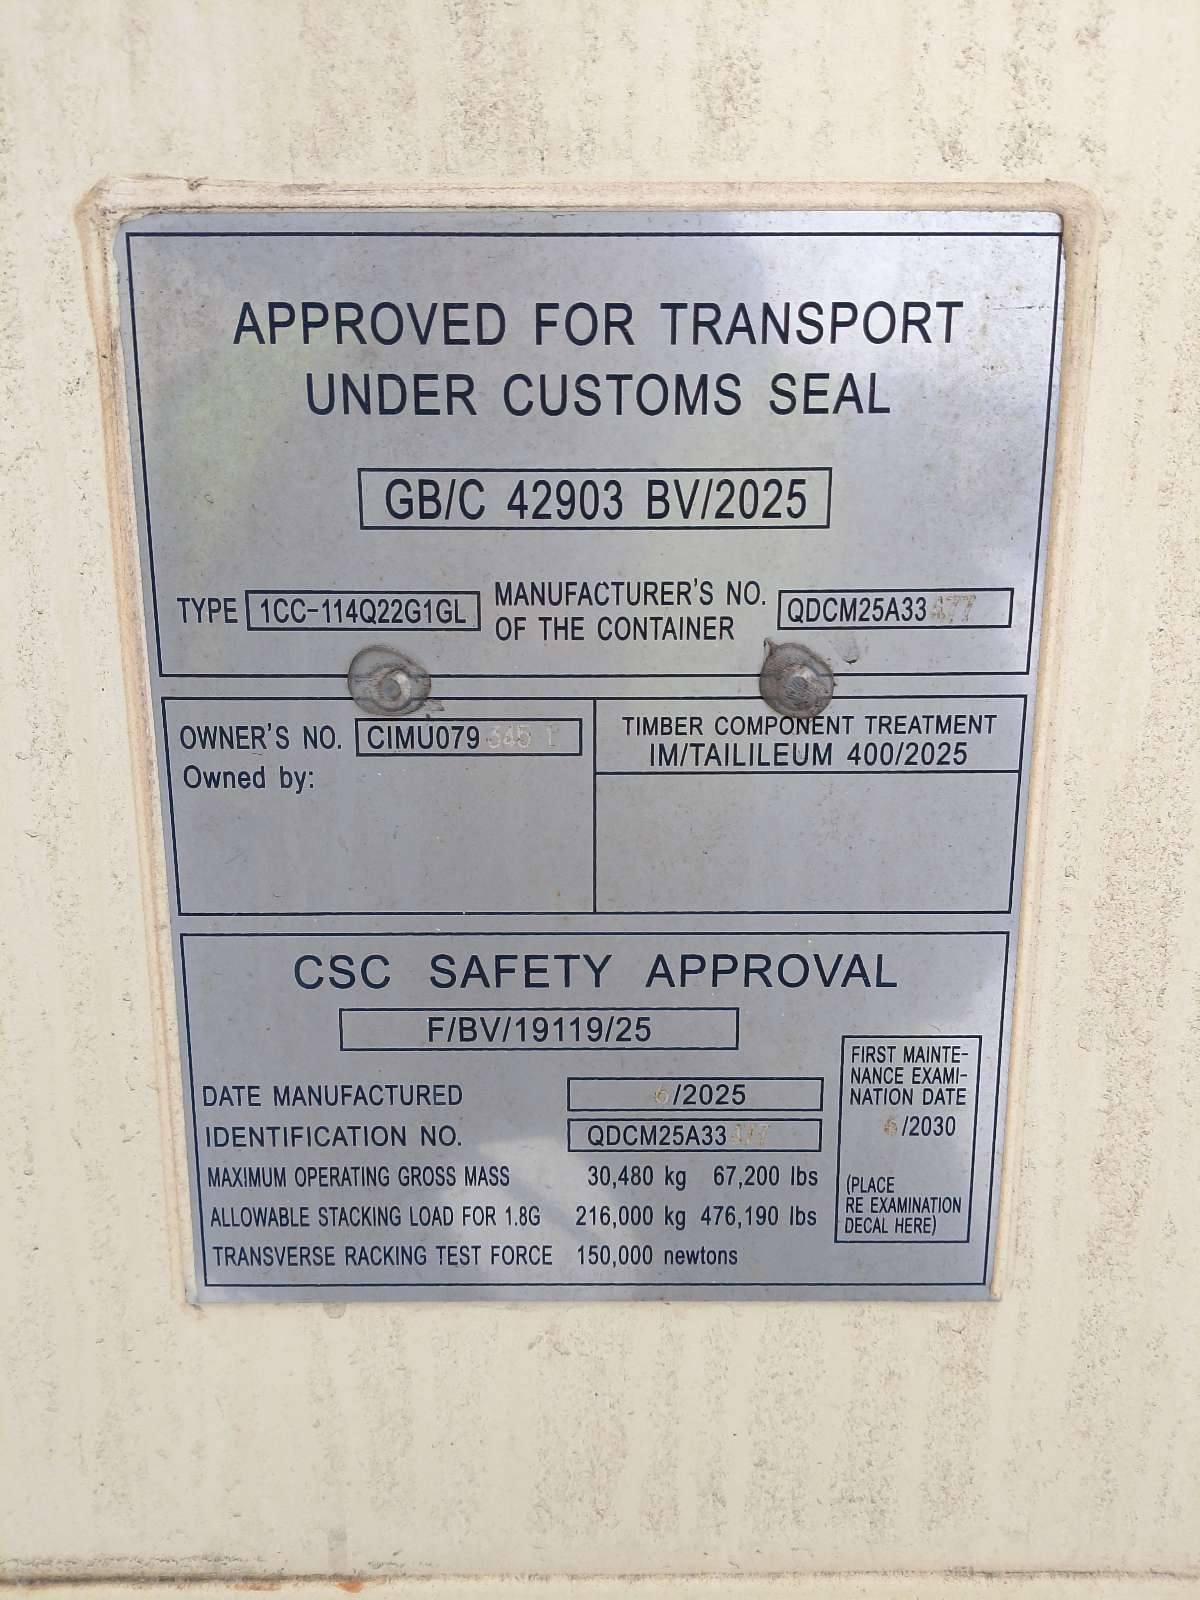 APPROVED FOR TRANSPORT
UNDER CUSTOMS SEAL
GB/C 42903 BV/2025
TYPE 1CC-114Q22G1GL
MANUFACTURER'S NO.
OF THE CONTAINER
QDCM25A33477
OWNER'S NO. CIMU079
Owned by:
TIMBER COMPONENT TREATMENT
IM/TAILILEUM 400/2025
CSC SAFETY APPROVAL
F/BV/19119/25
DATE MANUFACTURED 6/2025
IDENTIFICATION NO. QDCM25A33477
MAXIMUM OPERATING GROSS MASS 30,480 kg 67,200 lbs
ALLOWABLE STACKING LOAD FOR 1.8G 216,000 kg 476,190 lbs
TRANSVERSE RACKING TEST FORCE 150,000 newtons
FIRST MAINTE-
NANCE EXAMI-
NATION DATE
6/2030
(PLACE
RE EXAMINATION
DECAL HERE)